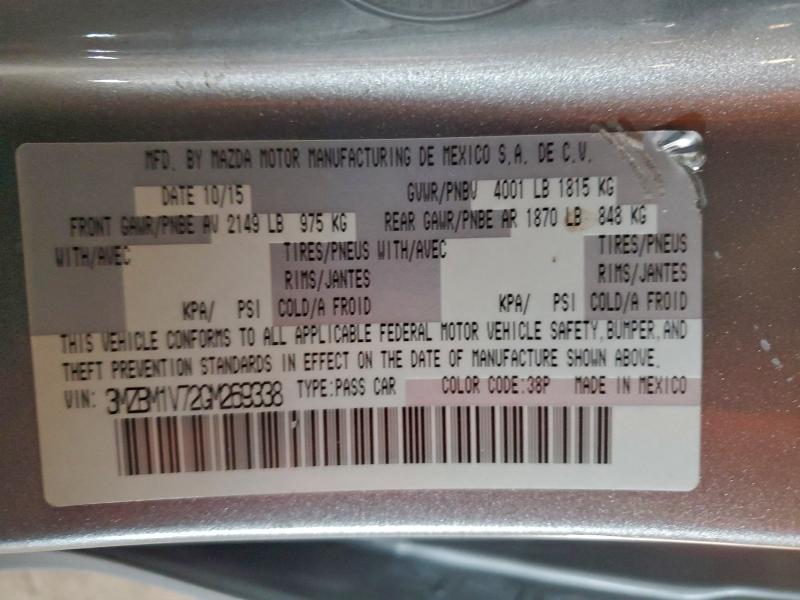 MFD. BY MAZDA MOTOR MANUFACTURING DE MEXICO S.A. DE C.V.
DATE 10/15 GVWR/PNBV 4001 LB 1815 KG
FRONT GAWR/PNBE AV 2149 LB 975 KG REAR GAWR/PNBE AR 1870 LB 848 KG
WITH/AVEC TIRES/PNEUS WITH/AVEC TIRES/PNEUS
RIMS/JANTES RIMS/JANTES
KPA/ PSI COLD/A FROID KPA/ PSI COLD/A FROID
THIS VEHICLE CONFORMS TO ALL APPLICABLE FEDERAL MOTOR VEHICLE SAFETY, BUMPER, AND
THEFT PREVENTION STANDARDS IN EFFECT ON THE DATE OF MANUFACTURE SHOWN ABOVE.
VIN: 3MZBM1V72GM269338 TYPE:PASS CAR COLOR CODE:38P MADE IN MEXICO